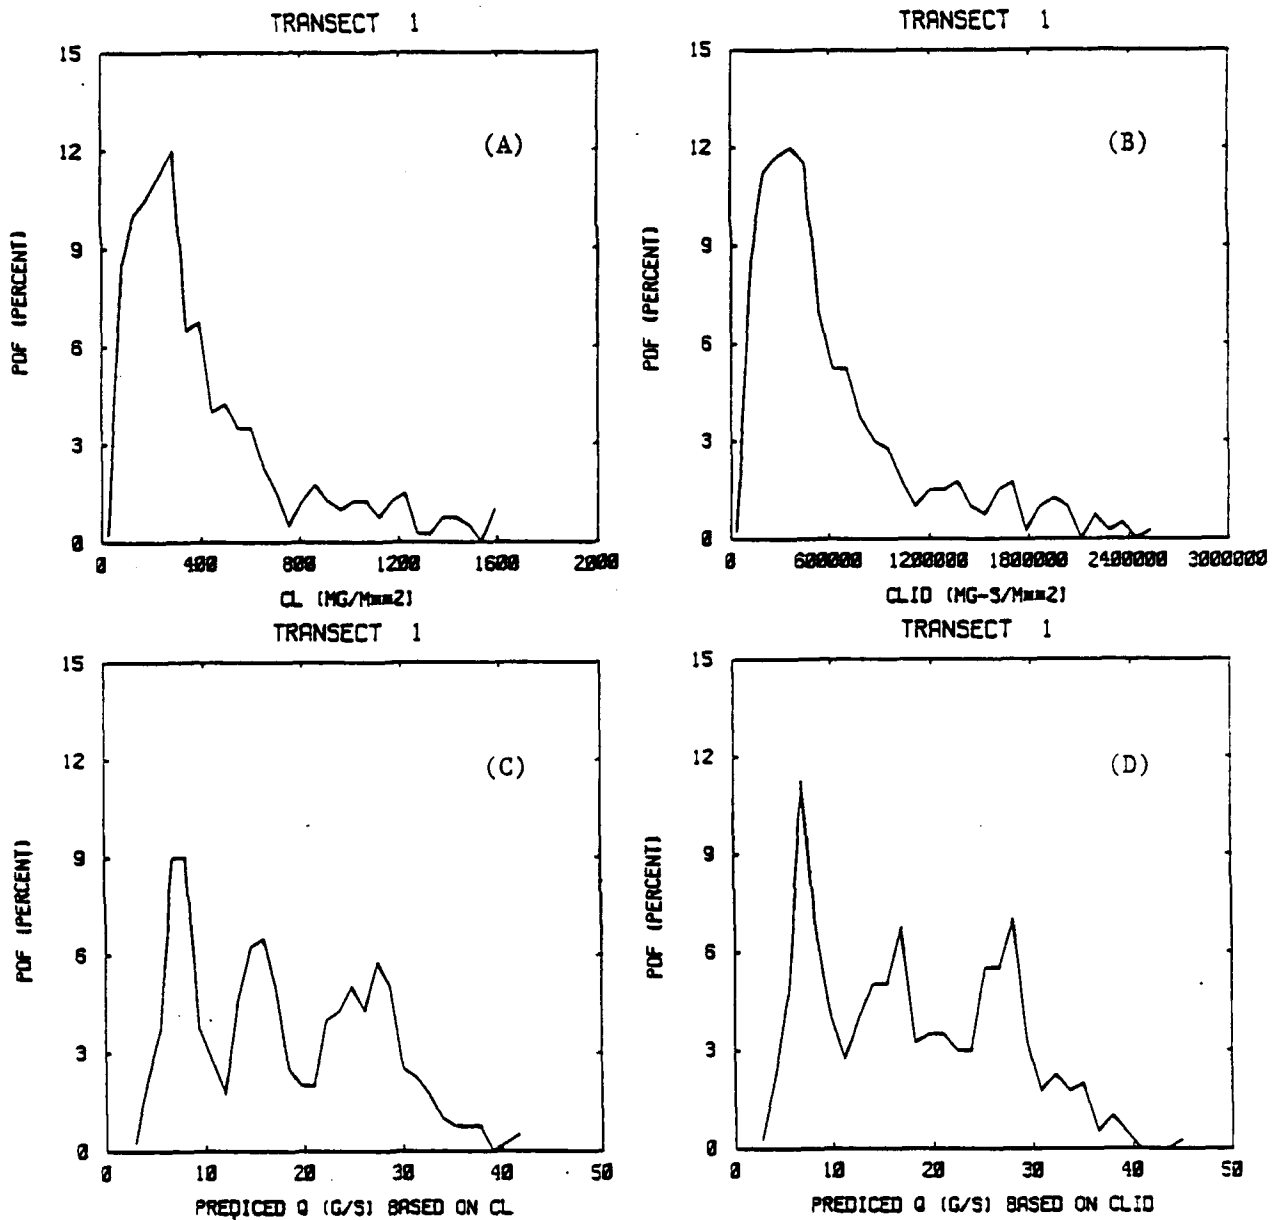 TRANSECT 1
15
12
9
6
3
0
PDF (PERCENT)
(A)
0 400 800 1200 1600 2000
CL (MG/M**2)
TRANSECT 1
15
12
9
6
3
0
PDF (PERCENT)
(B)
0 600000 1200000 1800000 2400000 3000000
CLID (MG-S/M**2)
TRANSECT 1
15
12
9
6
3
0
PDF (PERCENT)
(C)
0 10 20 30 40 50
PREDICED Q (G/S) BASED ON CL
TRANSECT 1
15
12
9
6
3
0
PDF (PERCENT)
(D)
0 10 20 30 40 50
PREDICED Q (G/S) BASED ON CLID